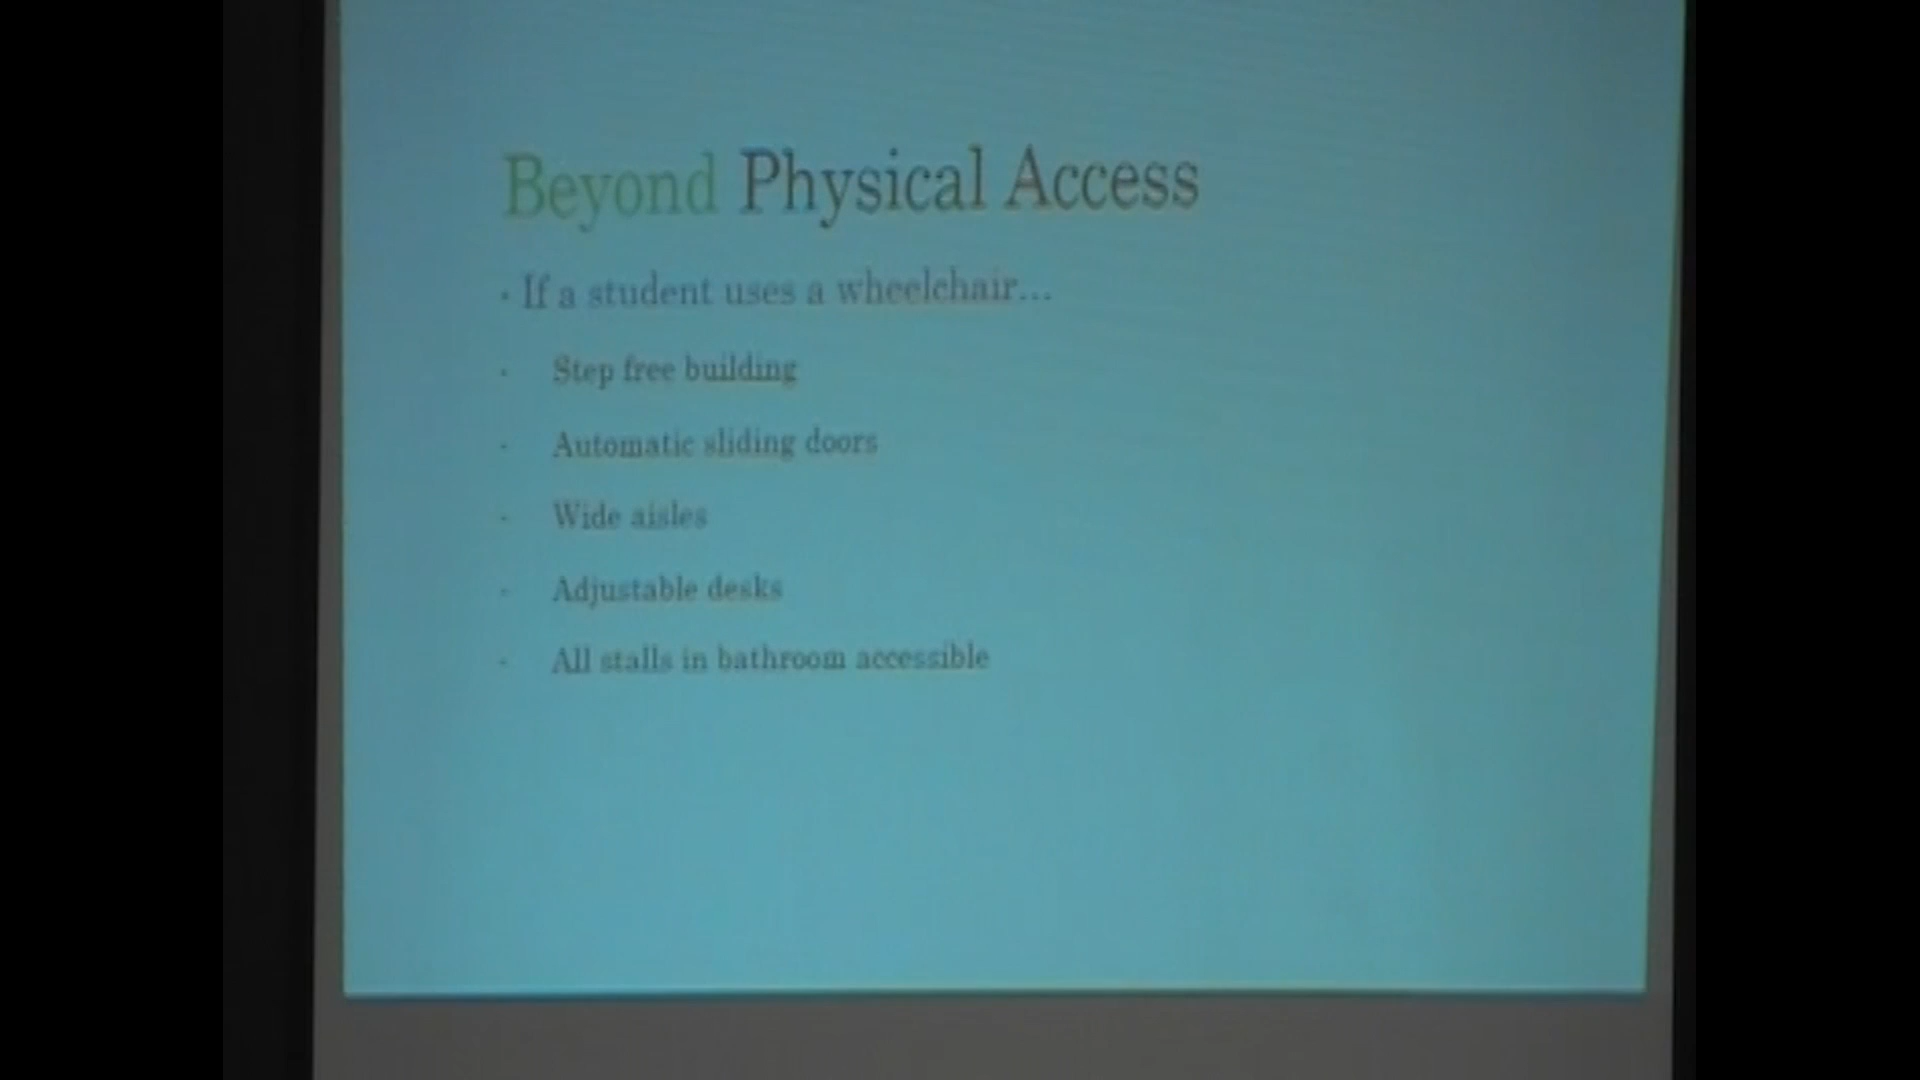 Beyond Physical Access
· If a student uses a wheelchair...
· Step free building
· Automatic sliding doors
· Wide aisles
· Adjustable desks
· All stalls in bathroom accessible